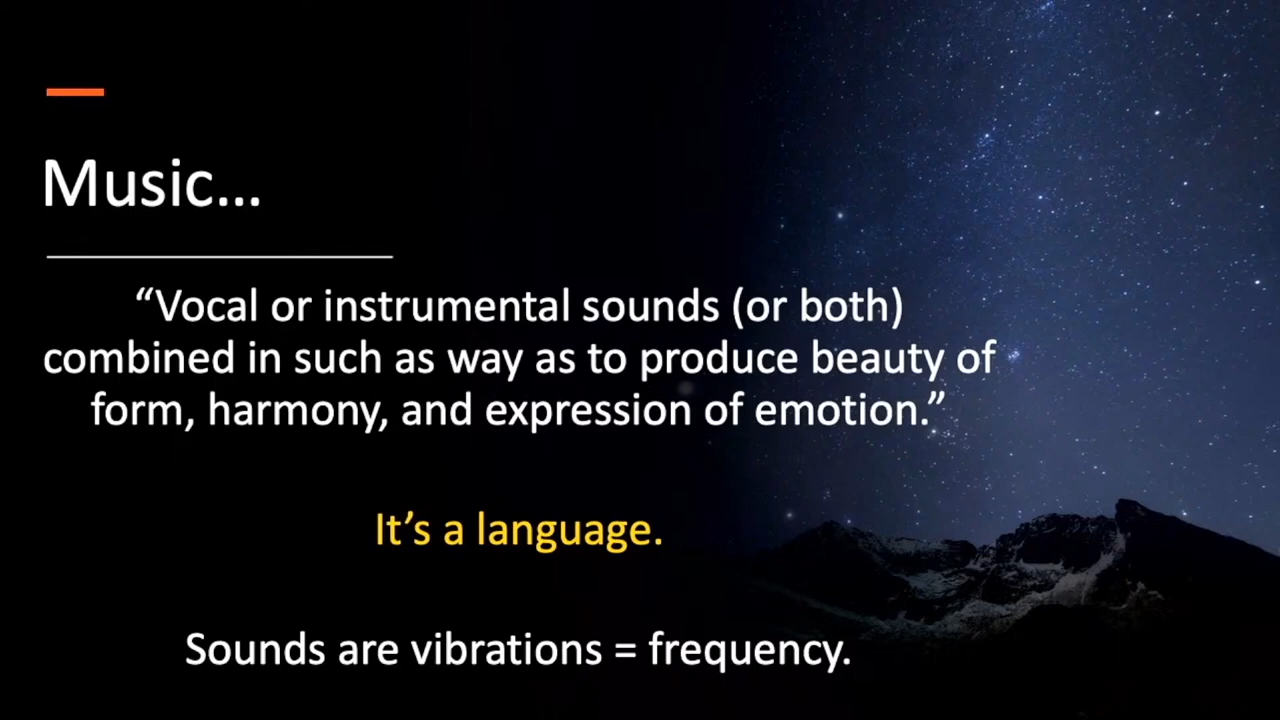 Music...
“Vocal or instrumental sounds (or both)
combined in such as way as to produce beauty of
form, harmony, and expression of emotion.”
It’s a language.
Sounds are vibrations = frequency.